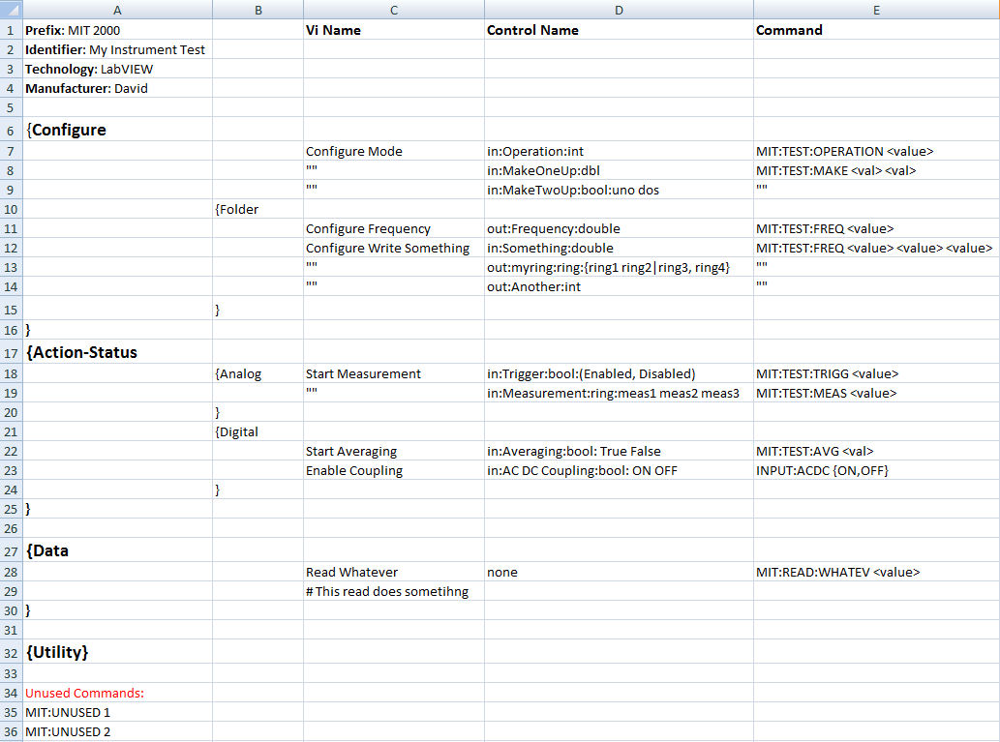 A B C D E
1 Prefix: MIT 2000 Vi Name Control Name Command
2 Identifier: My Instrument Test
3 Technology: LabVIEW
4 Manufacturer: David
5
6 {Configure
7 Configure Mode in:Operation:int MIT:TEST:OPERATION <value>
8 "" in:MakeOneUp:dbl MIT:TEST:MAKE <val> <val>
9 "" in:MakeTwoUp:bool:uno dos ""
10 {Folder
11 Configure Frequency out:Frequency:double MIT:TEST:FREQ <value>
12 Configure Write Something in:Something:double MIT:TEST:FREQ <value> <value> <value>
13 "" out:myring:ring:{ring1 ring2|ring3, ring4} ""
14 "" out:Another:int ""
15 }
16 }
17 {Action-Status
18 {Analog Start Measurement in:Trigger:bool:(Enabled, Disabled) MIT:TEST:TRIGG <value>
19 "" in:Measurement:ring:meas1 meas2 meas3 MIT:TEST:MEAS <value>
20 }
21 {Digital
22 Start Averaging in:Averaging:bool: True False MIT:TEST:AVG <val>
23 Enable Coupling in:AC DC Coupling:bool: ON OFF INPUT:ACDC {ON,OFF}
24 }
25 }
26
27 {Data
28 Read Whatever none MIT:READ:WHATEV <value>
29 # This read does sometihng
30 }
31
32 {Utility}
33
34 Unused Commands:
35 MIT:UNUSED 1
36 MIT:UNUSED 2